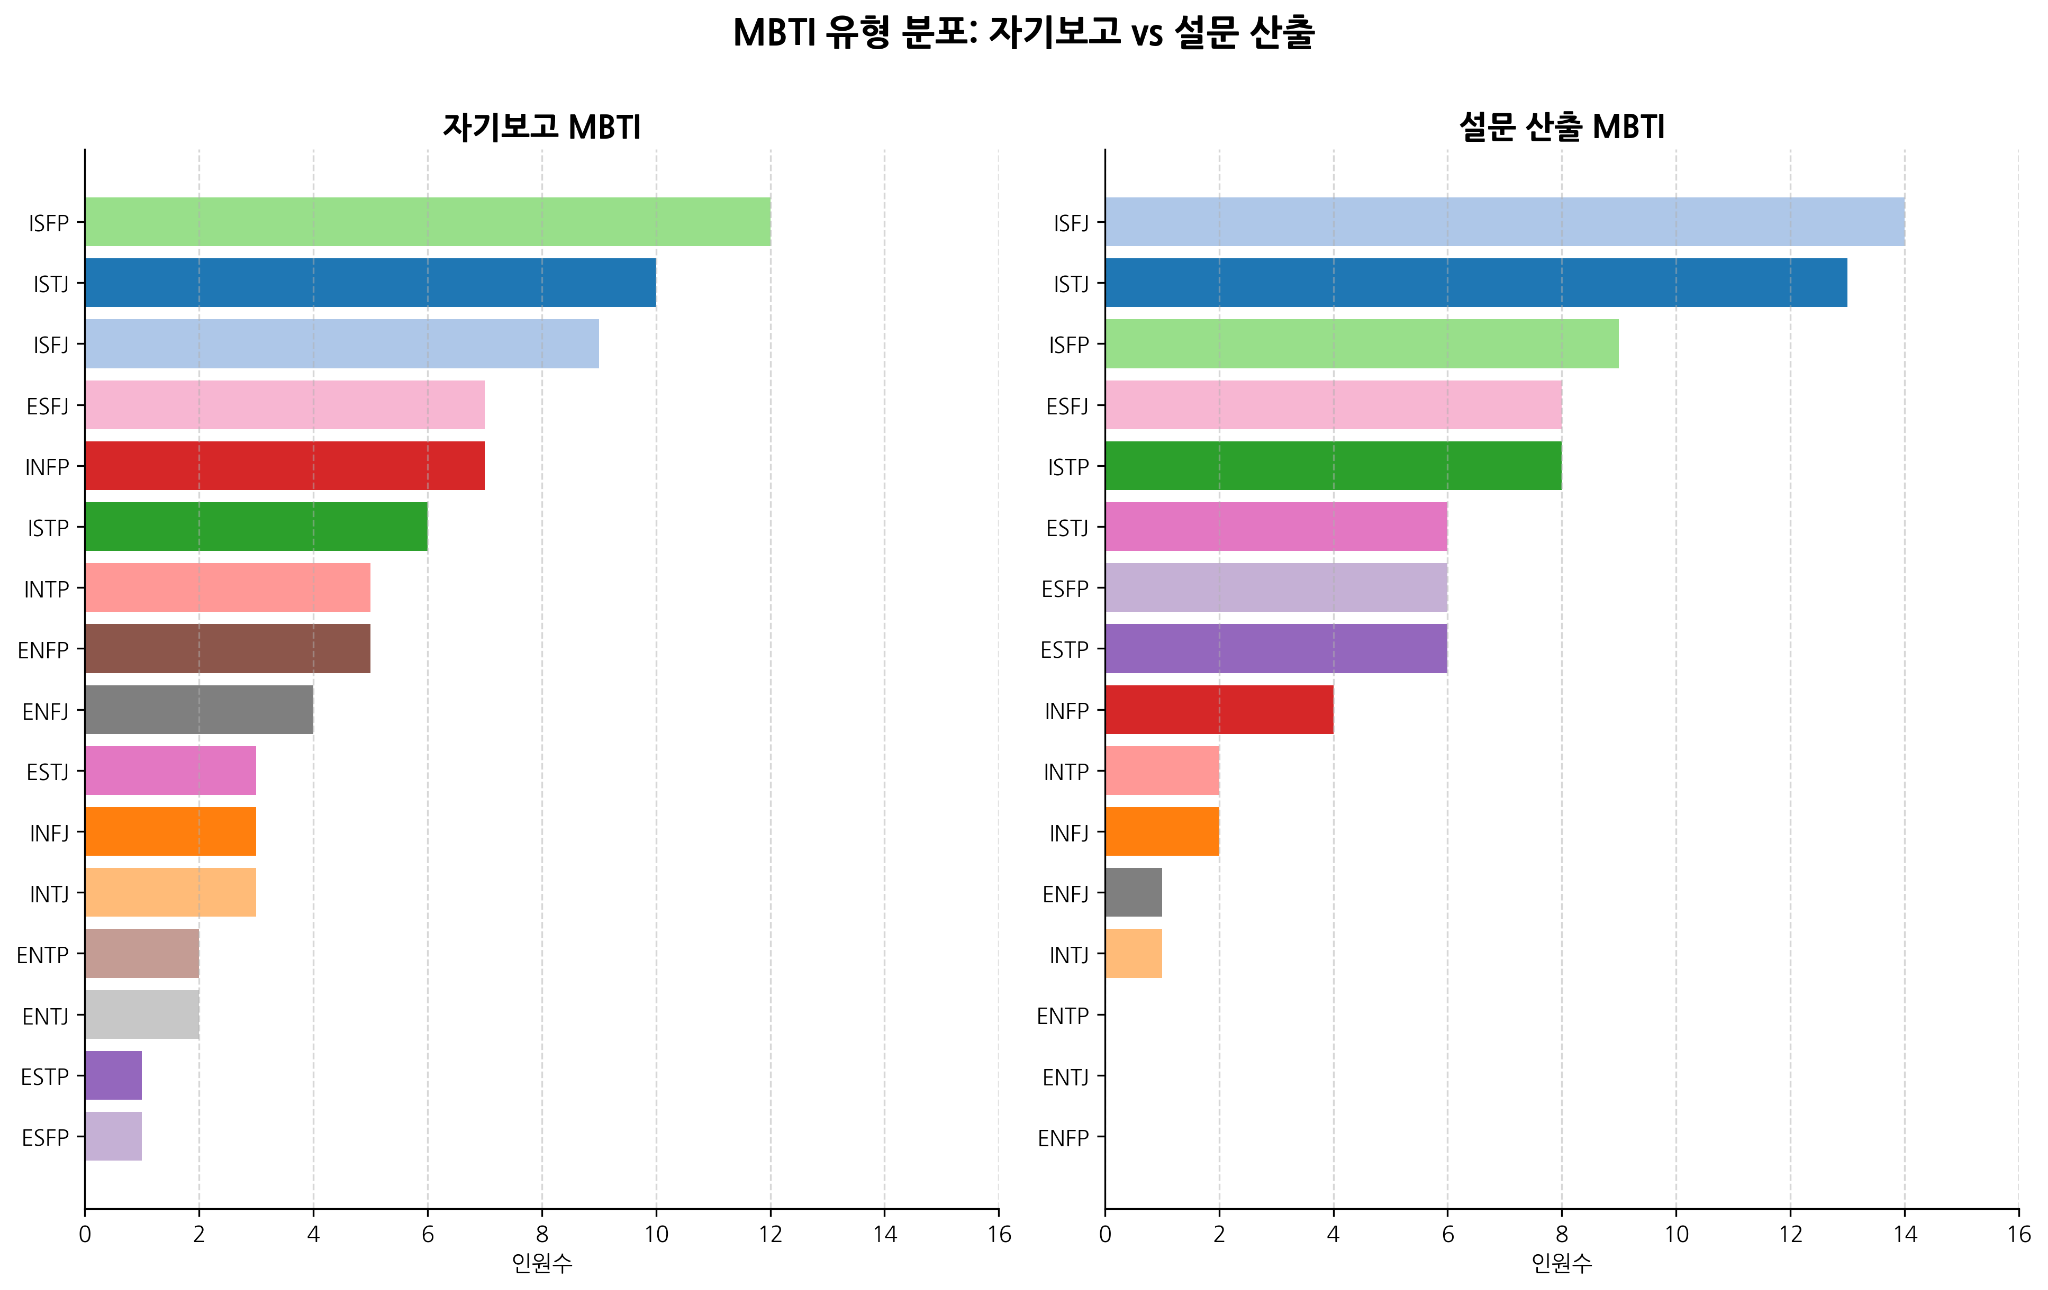 MBTI 유형 분포: 자기보고 vs 설문 산출
자기보고 MBTI
ISFP
ISTJ
ISFJ
ESFJ
INFP
ISTP
INTP
ENFP
ENFJ
ESTJ
INFJ
INTJ
ENTP
ENTJ
ESTP
ESFP
0 2 4 6 8 10 12 14 16
인원수
설문 산출 MBTI
ISFJ
ISTJ
ISFP
ESFJ
ISTP
ESTJ
ESFP
ESTP
INFP
INTP
INFJ
ENFJ
INTJ
ENTP
ENTJ
ENFP
0 2 4 6 8 10 12 14 16
인원수